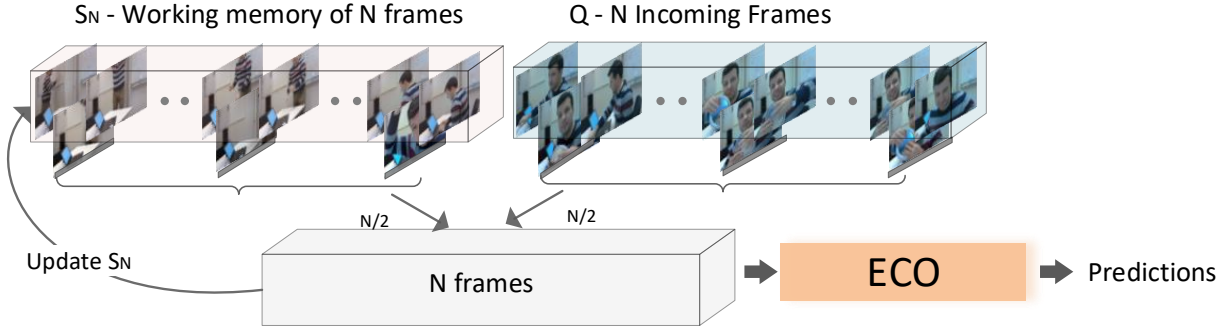 SN - Working memory of N frames
Q - N Incoming Frames
N/2
N/2
Update SN
N frames
ECO
Predictions